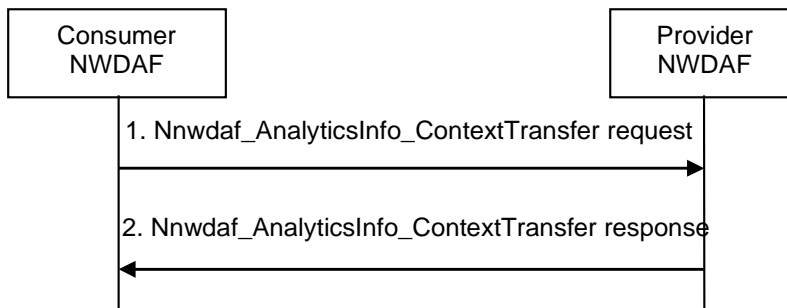 Consumer
NWDAF
Provider
NWDAF
1. Nnwdaf_AnalyticsInfo_ContextTransfer request
2. Nnwdaf_AnalyticsInfo_ContextTransfer response